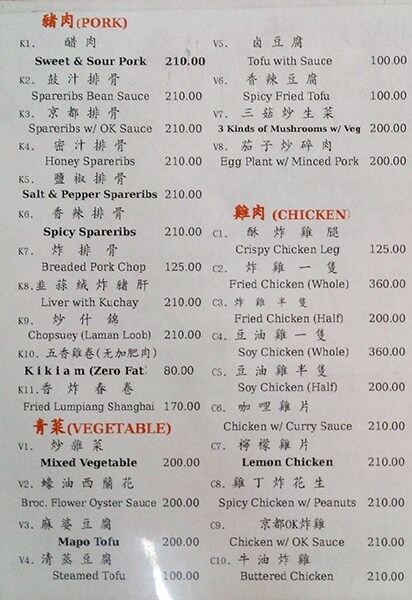 豬肉(PORK)
K1. 醋肉
Sweet & Sour Pork 210.00
K2. 鼓汁排骨
Spareribs Bean Sauce 210.00
K3. 京都排骨
Spareribs w/ OK Sauce 210.00
K4. 密汁排骨
Honey Spareribs 210.00
K5. 鹽椒排骨
Salt & Pepper Spareribs 210.00
K6. 香辣排骨
Spicy Spareribs 210.00
K7. 炸排骨
Breaded Pork Chop 125.00
K8. 韭蒜絨炸豬肝
Liver with Kuchay 210.00
K9. 炒什錦
Chopsuey (Laman Loob) 210.00
K10. 五香雞卷(无加肥肉)
Kikiam (Zero Fat) 80.00
K11. 香炸春卷
Fried Lumpiang Shanghai 170.00
青菜(VEGETABLE)
V1. 炒雜菜
Mixed Vegetable 200.00
V2. 蠔油西蘭花
Broc. Flower Oyster Sauce 200.00
V3. 麻婆豆腐
Mapo Tofu 200.00
V4. 清蒸豆腐
Steamed Tofu 100.00
V5. 卤豆腐
Tofu with Sauce 100.00
V6. 香辣豆腐
Spicy Fried Tofu 100.00
V7. 三菇炒生菜
3 Kinds of Mushrooms w/ Veg 200.00
V8. 茄子炒碎肉
Egg Plant w/ Minced Pork 200.00
雞肉 (CHICKEN)
C1. 酥炸雞腿
Crispy Chicken Leg 125.00
C2. 炸雞一隻
Fried Chicken (Whole) 360.00
C3. 炸雞半隻
Fried Chicken (Half) 200.00
C4. 豆油雞一隻
Soy Chicken (Whole) 360.00
C5. 豆油雞半隻
Soy Chicken (Half) 200.00
C6. 咖哩雞片
Chicken w/ Curry Sauce 210.00
C7. 檸檬雞片
Lemon Chicken 210.00
C8. 雞丁炸花生
Spicy Chicken w/ Peanuts 210.00
C9. 京都OK炸雞
Chicken w/ OK Sauce 210.00
C10. 牛油炸雞
Buttered Chicken 210.00